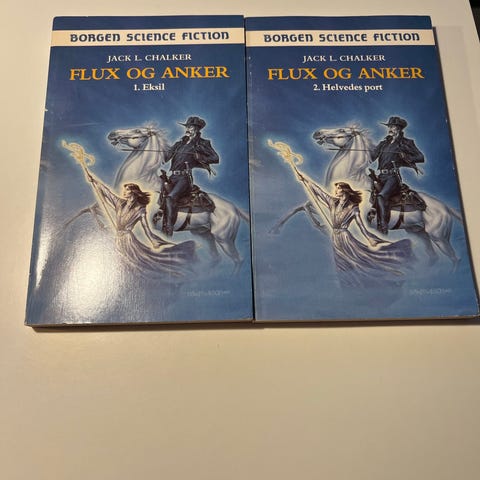 BORGEN SCIENCE FICTION
JACK L. CHALKER
FLUX OG ANKER
1. Eksil
BORGEN SCIENCE FICTION
JACK L. CHALKER
FLUX OG ANKER
2. Helvedes port